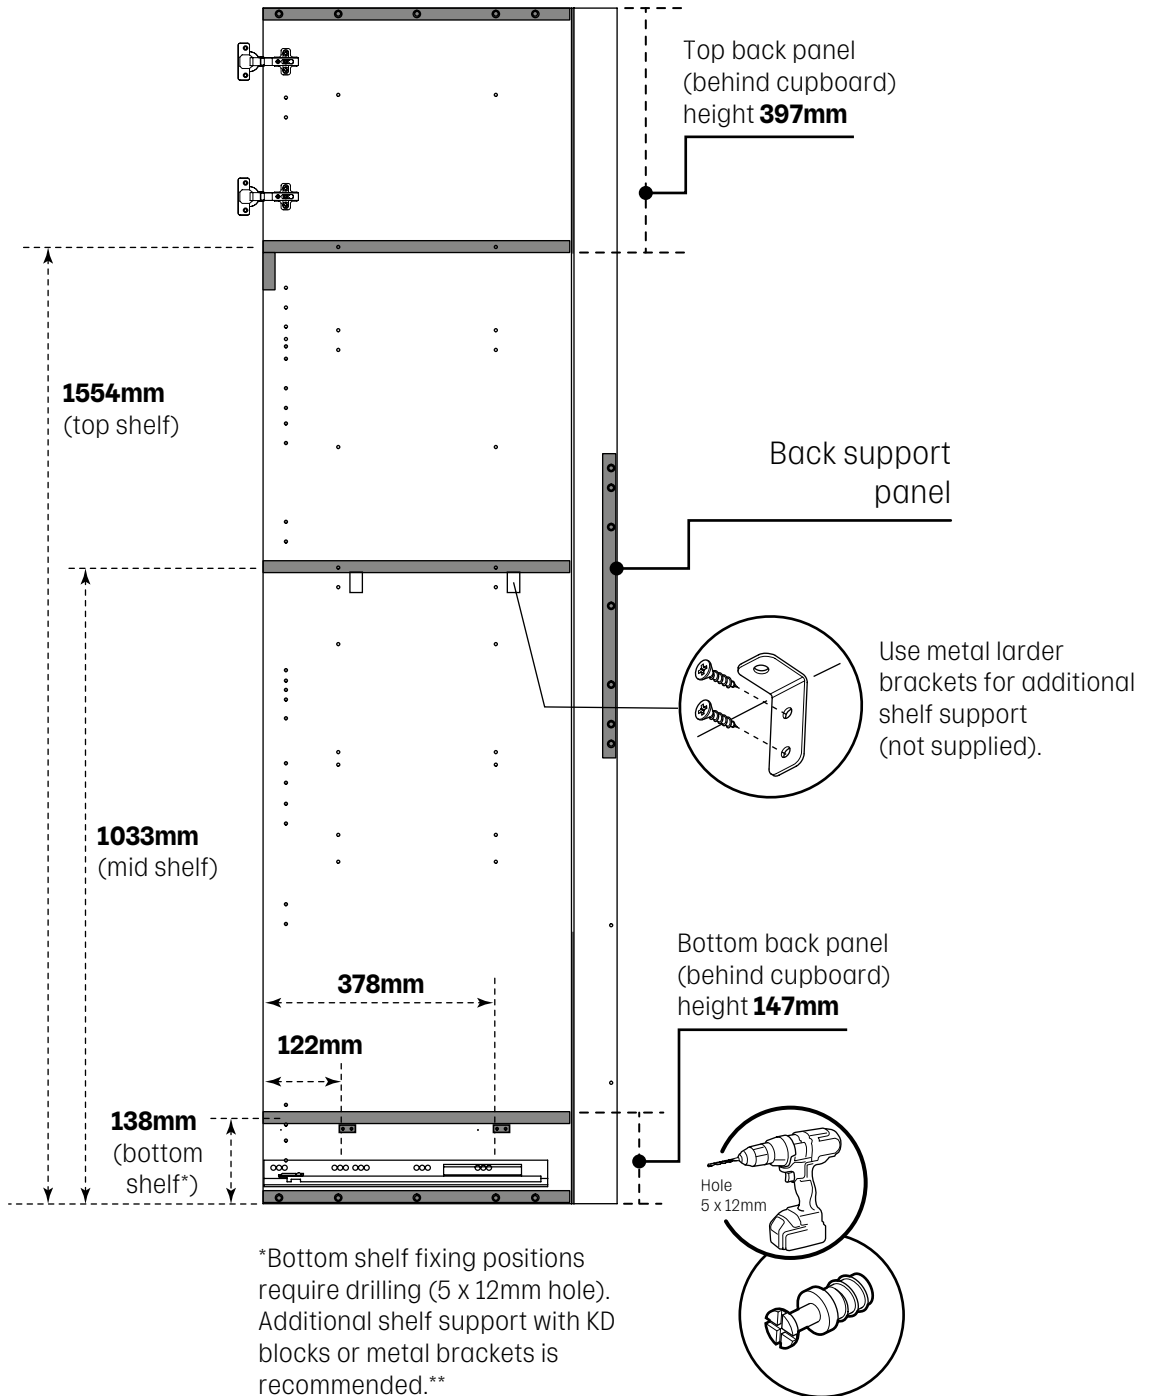 Top back panel
(behind cupboard)
height 397mm
1554mm
(top shelf)
Back support
panel
Use metal larder
brackets for additional
shelf support
(not supplied).
1033mm
(mid shelf)
Bottom back panel
(behind cupboard)
height 147mm
378mm
122mm
138mm
(bottom
shelf*)
Hole
5 x 12mm
*Bottom shelf fixing positions
require drilling (5 x 12mm hole).
Additional shelf support with KD
blocks or metal brackets is
recommended.**